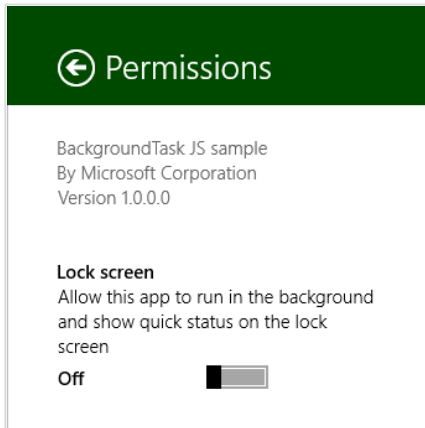 Permissions
BackgroundTask JS sample
By Microsoft Corporation
Version 1.0.0.0
Lock screen
Allow this app to run in the background
and show quick status on the lock
screen
Off